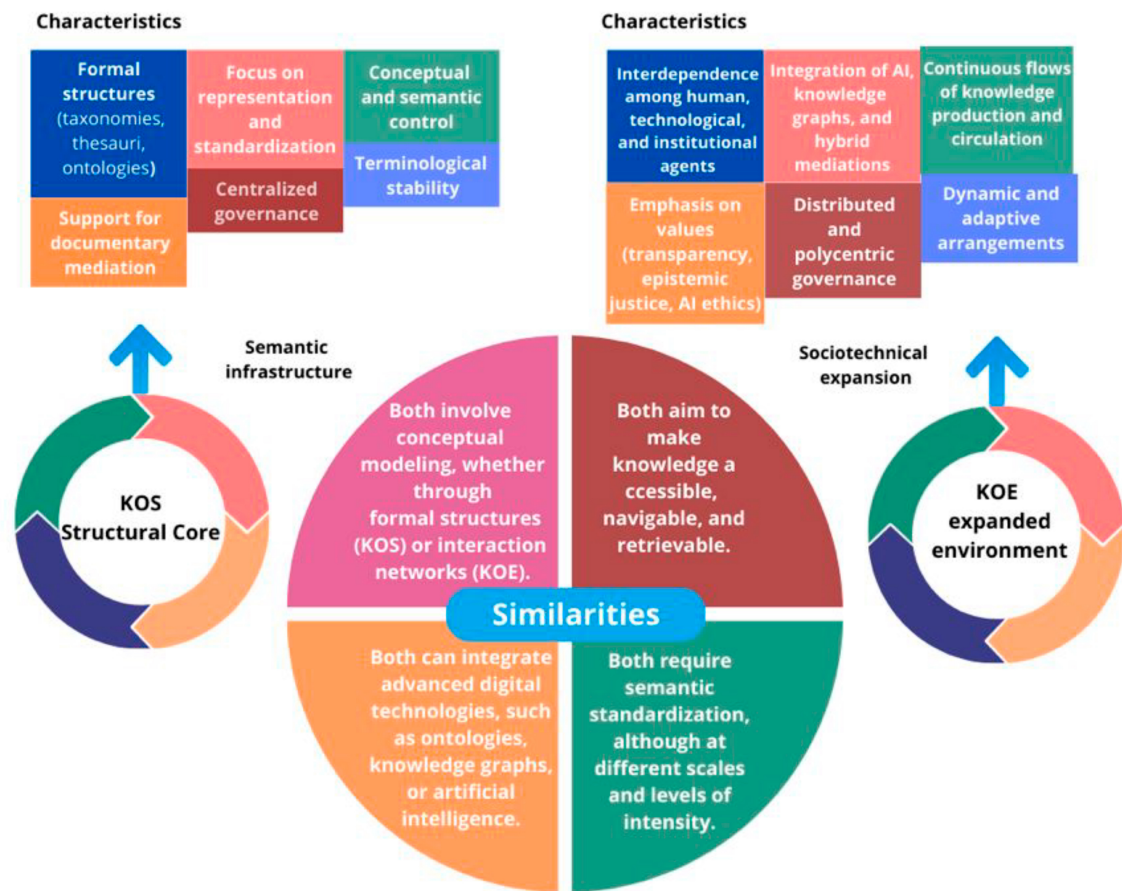 Characteristics
Formal
structures
(taxonomies,
thesauri,
ontologies)
Focus on
representation
and
standardization
Conceptual
and semantic
control
Support for
documentary
mediation
Centralized
governance
Terminological
stability
Characteristics
Interdependence
among human,
technological,
and institutional
agents
Integration of AI,
knowledge
graphs, and
hybrid
mediations
Continuous flows
of knowledge
production and
circulation
Emphasis on
values
(transparency,
epistemic
justice, AI ethics)
Distributed
and
polycentric
governance
Dynamic and
adaptive
arrangements
Semantic
infrastructure
KOS
Structural Core
Sociotechnical
expansion
KOE
expanded
environment
Both involve
conceptual
modeling, whether
through
formal structures
(KOS) or interaction
networks (KOE).
Both aim to
make
knowledge a
ccessible,
navigable, and
retrievable.
Similarities
Both can integrate
advanced digital
technologies, such
as ontologies,
knowledge graphs,
or artificial
intelligence.
Both require
semantic
standardization,
although at
different scales
and levels of
intensity.